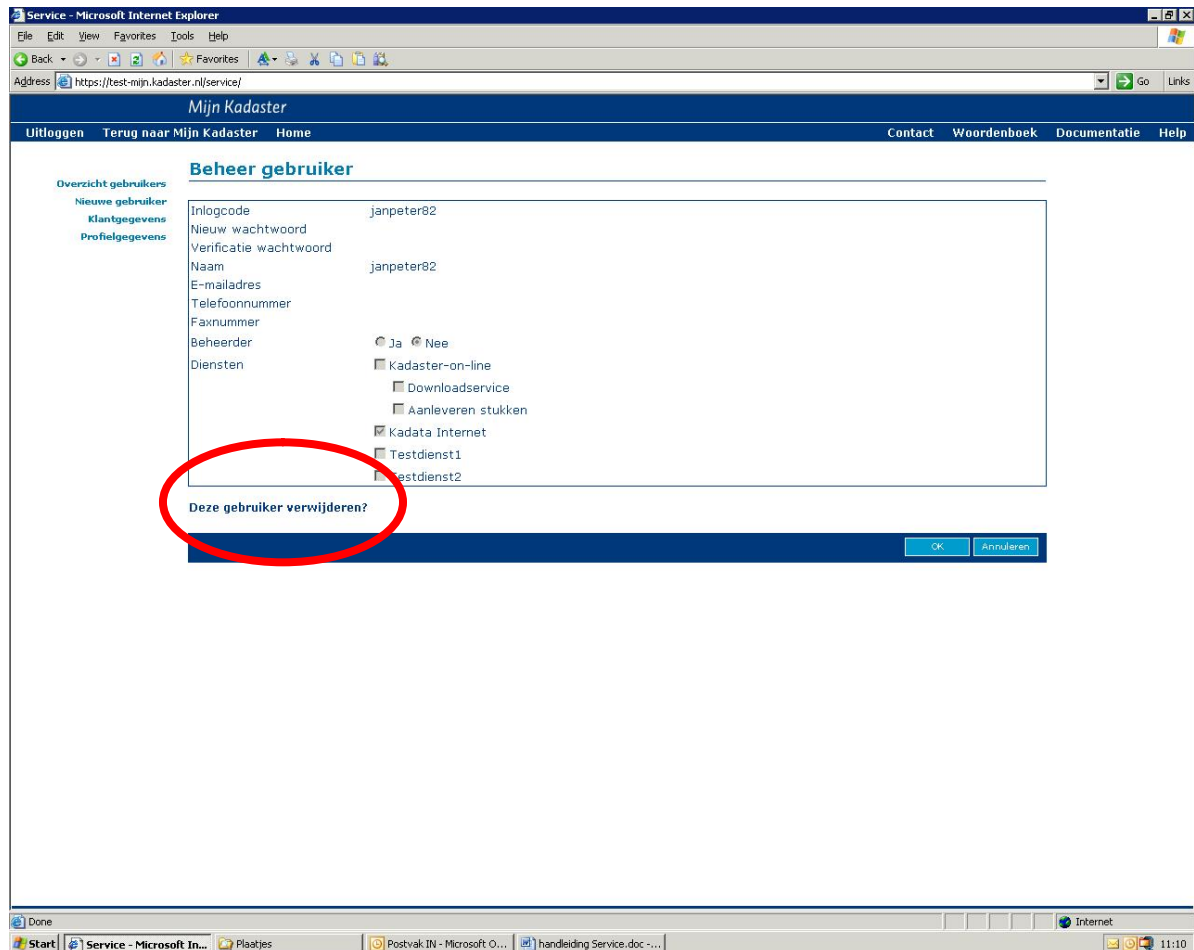 Service - Microsoft Internet Explorer
File Edit View Favorites Tools Help
Back Favorites
Address https://test-mijn.kadaster.nl/service/ Go Links
Mijn Kadaster
Uitloggen Terug naar Mijn Kadaster Home Contact Woordenboek Documentatie Help
Beheer gebruiker
Overzicht gebruikers
Nieuwe gebruiker
Klantgegevens
Profielgegevens
Inlogcode janpeter82
Nieuw wachtwoord
Verificatie wachtwoord
Naam janpeter82
E-mailadres
Telefoonnummer
Faxnummer
Beheerder Ja Nee
Diensten Kadaster-on-line
Downloadservice
Aanleveren stukken
Kadata Internet
Testdienst1
Testdienst2
Deze gebruiker verwijderen?
OK Annuleren
Done Internet
Start Service - Microsoft In... Plaatjes Postvak IN - Microsoft O... handleiding Service.doc -... 11:10